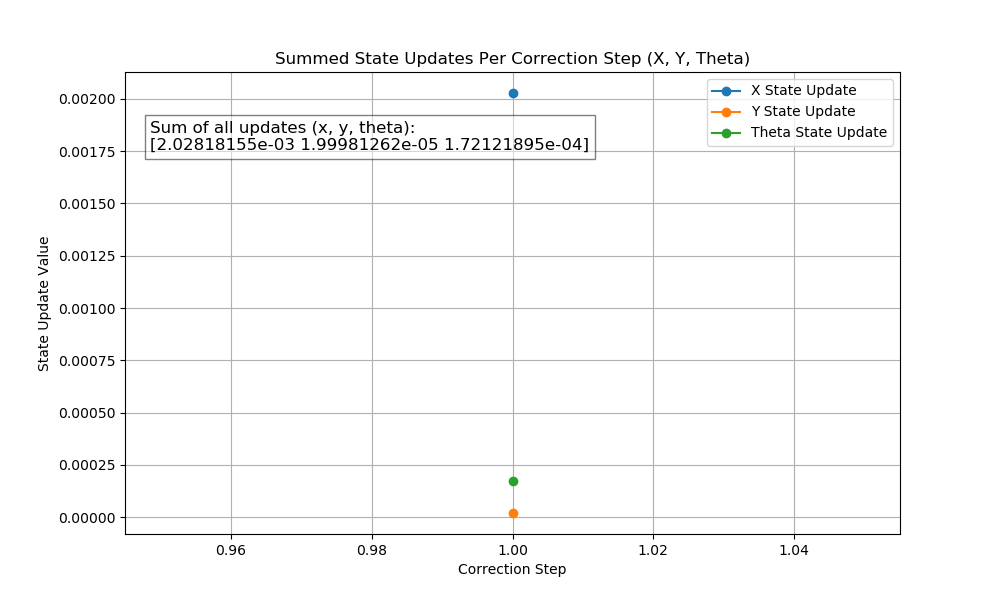 Summed State Updates Per Correction Step (X, Y, Theta)
X State Update
Y State Update
Theta State Update
Sum of all updates (x, y, theta):
[2.02818155e-03 1.99981262e-05 1.72121895e-04]
State Update Value
0.00200
0.00175
0.00150
0.00125
0.00100
0.00075
0.00050
0.00025
0.00000
0.96
0.98
1.00
1.02
1.04
Correction Step